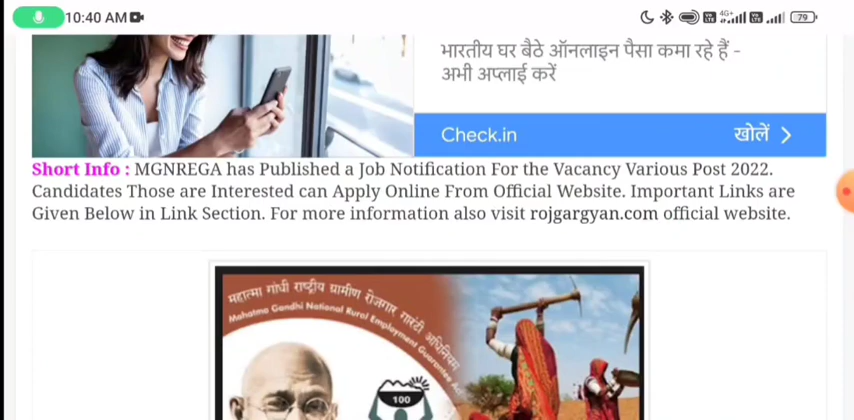 10:40 AM
4G+
79
भारतीय घर बैठे ऑनलाइन पैसा कमा रहे हैं -
अभी अप्लाई करें
Check.in
खोलें
Short Info : MGNREGA has Published a Job Notification For the Vacancy Various Post 2022.
Candidates Those are Interested can Apply Online From Official Website. Important Links are
Given Below in Link Section. For more information also visit rojgargyan.com official website.
महात्मा गांधी राष्ट्रीय ग्रामीण रोजगार गारंटी अधिनियम
Mahatma Gandhi National Rural Employment Guarantee
100